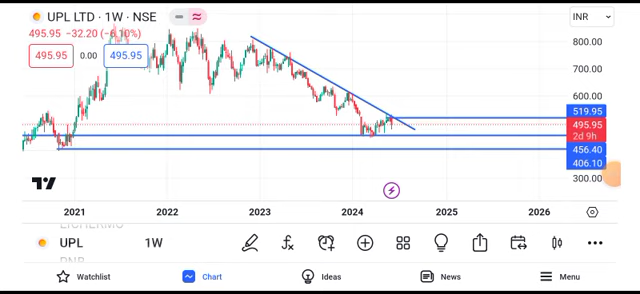 UPL LTD · 1W · NSE
INR
495.95 −32.20 (−6.10%)
495.95 0.00 495.95
800.00
700.00
600.00
519.95
495.95
2d 9h
456.40
406.10
300.00
2021 2022 2023 2024 2025 2026
UPL 1W
Watchlist Chart Ideas News Menu